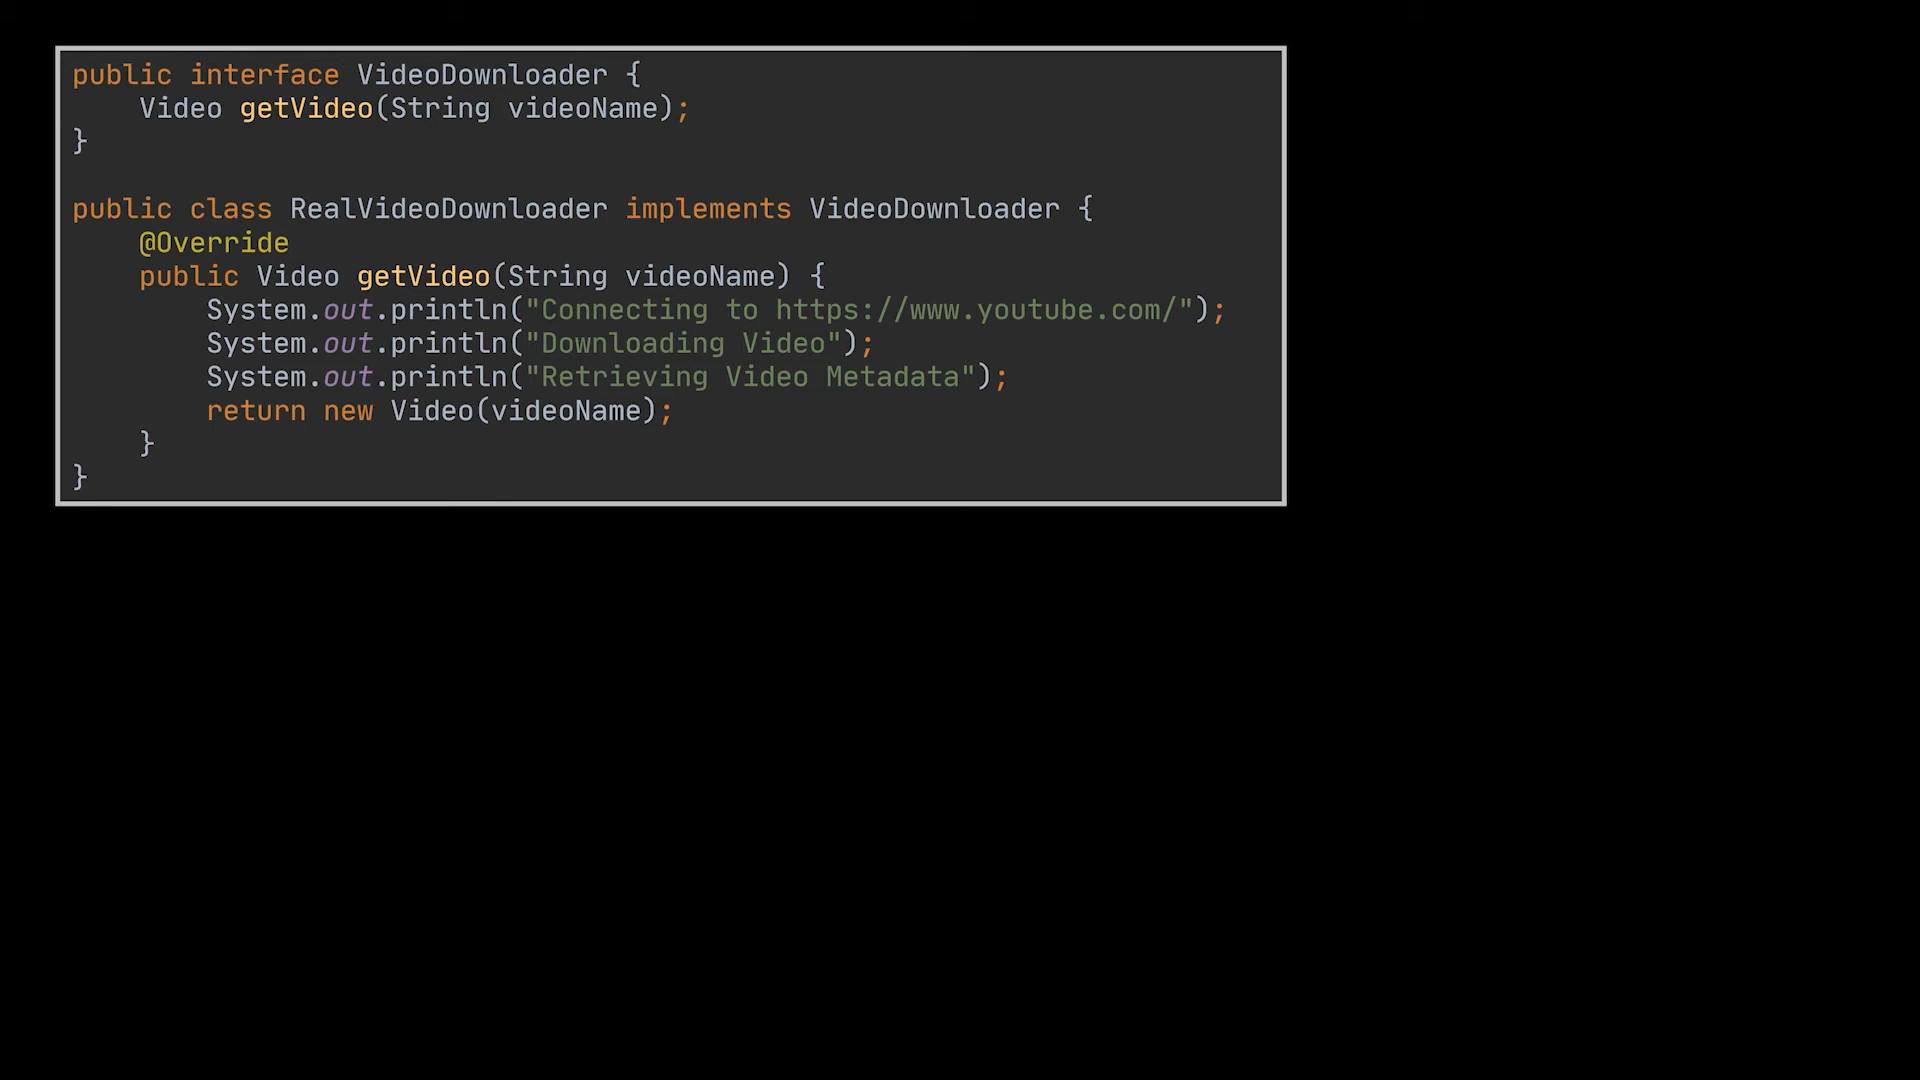 public interface VideoDownloader {
    Video getVideo(String videoName);
}

public class RealVideoDownloader implements VideoDownloader {
    @Override
    public Video getVideo(String videoName) {
        System.out.println("Connecting to https://www.youtube.com/");
        System.out.println("Downloading Video");
        System.out.println("Retrieving Video Metadata");
        return new Video(videoName);
    }
}